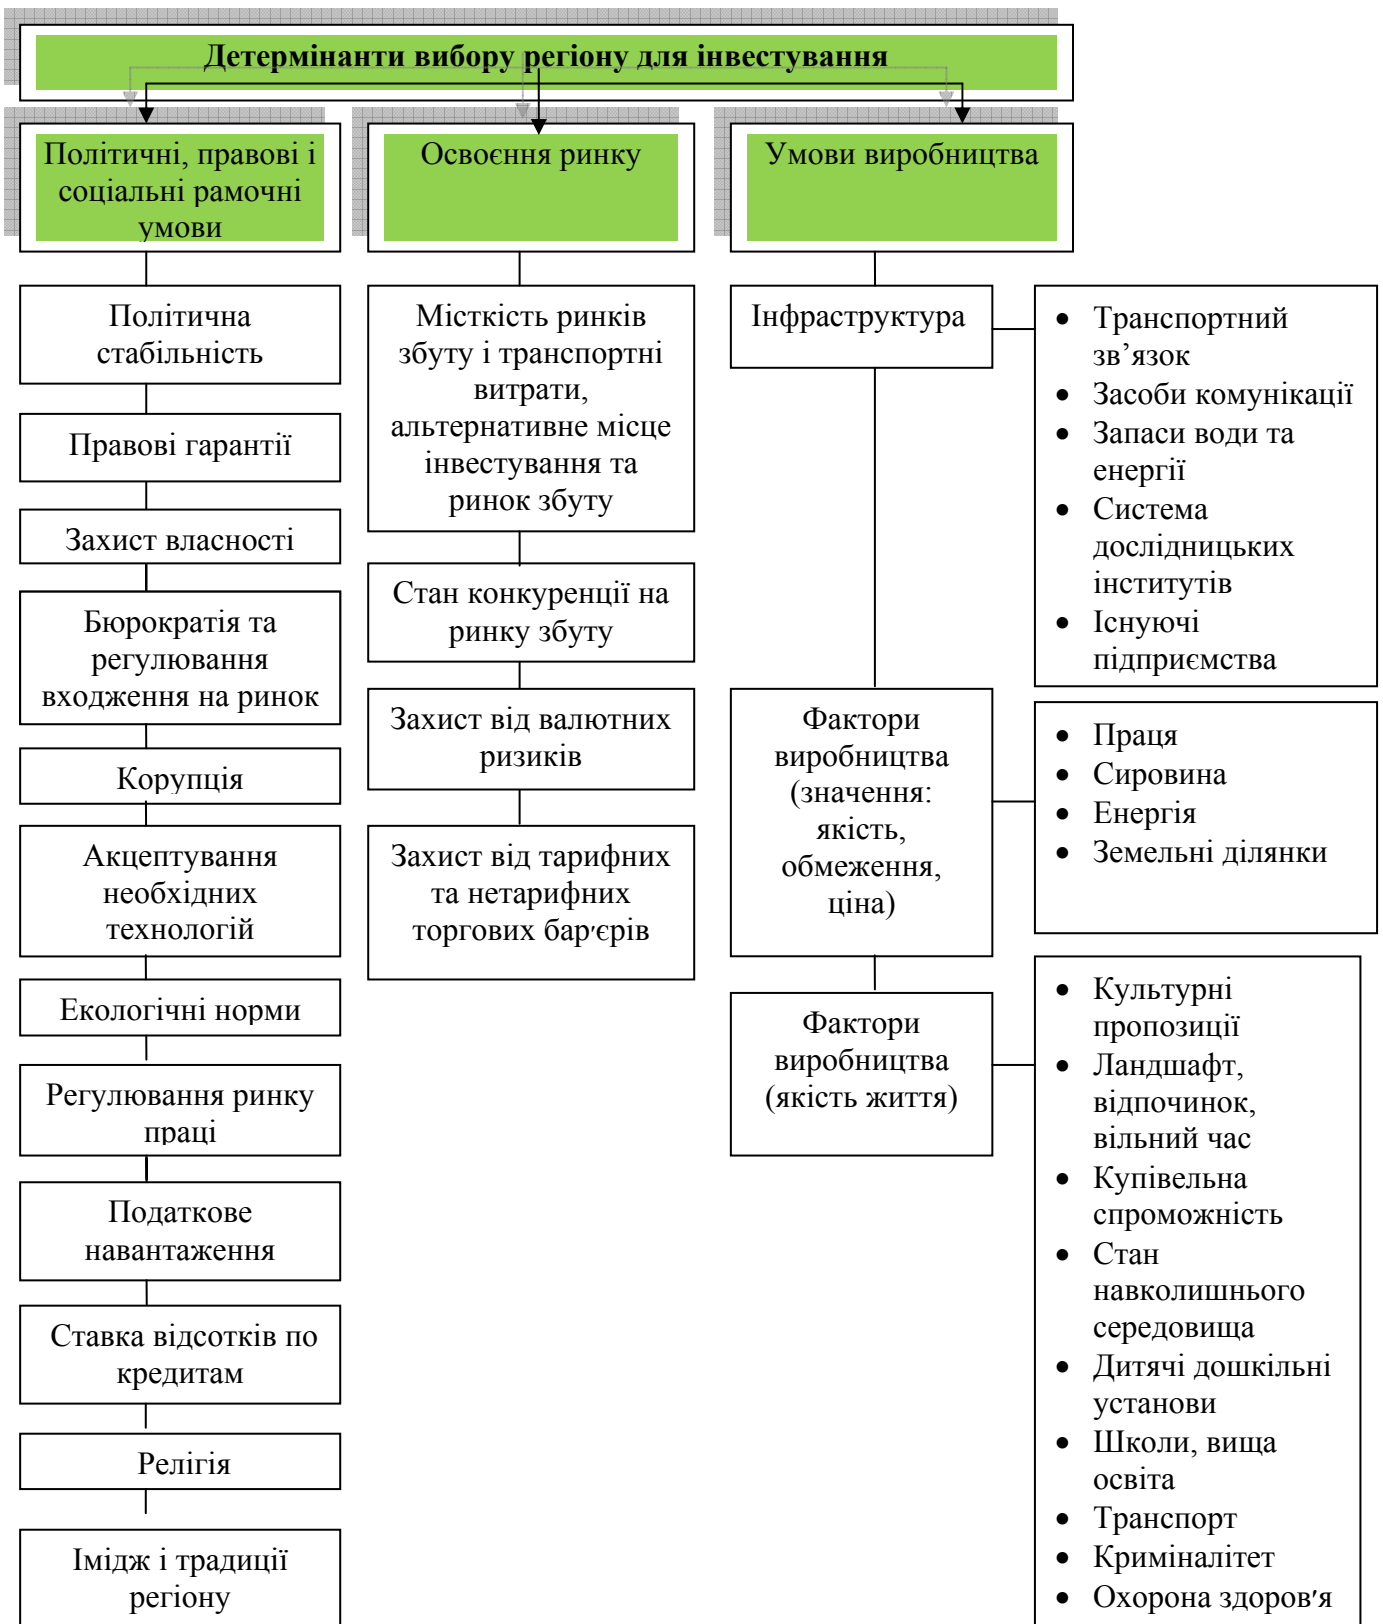 Детермінанти вибору регіону для інвестування
Політичні, правові і
соціальні рамочні
умови
Політична
стабільність
Правові гарантії
Захист власності
Бюрократія та
регулювання
входження на ринок
Корупція
Акцептування
необхідних
технологій
Екологічні норми
Регулювання ринку
праці
Податкове
навантаження
Ставка відсотків по
кредитам
Релігія
Імідж і традиції
регіону
Освоєння ринку
Місткість ринків
збуту і транспортні
витрати,
альтернативне місце
інвестування та
ринок збуту
Стан конкуренції на
ринку збуту
Захист від валютних
ризиків
Захист від тарифних
та нетарифних
торгових бар'єрів
Умови виробництва
Інфраструктура
• Транспортний
зв’язок
• Засоби комунікації
• Запаси води та
енергії
• Система
дослідницьких
інститутів
• Існуючі
підприємства
Фактори
виробництва
(значення:
якість,
обмеження,
ціна)
• Праця
• Сировина
• Енергія
• Земельні ділянки
Фактори
виробництва
(якість життя)
• Культурні
пропозиції
• Ландшафт,
відпочинок,
вільний час
• Купівельна
спроможність
• Стан
навколишнього
середовища
• Дитячі дошкільні
установи
• Школи, вища
освіта
• Транспорт
• Криміналітет
• Охорона здоров'я